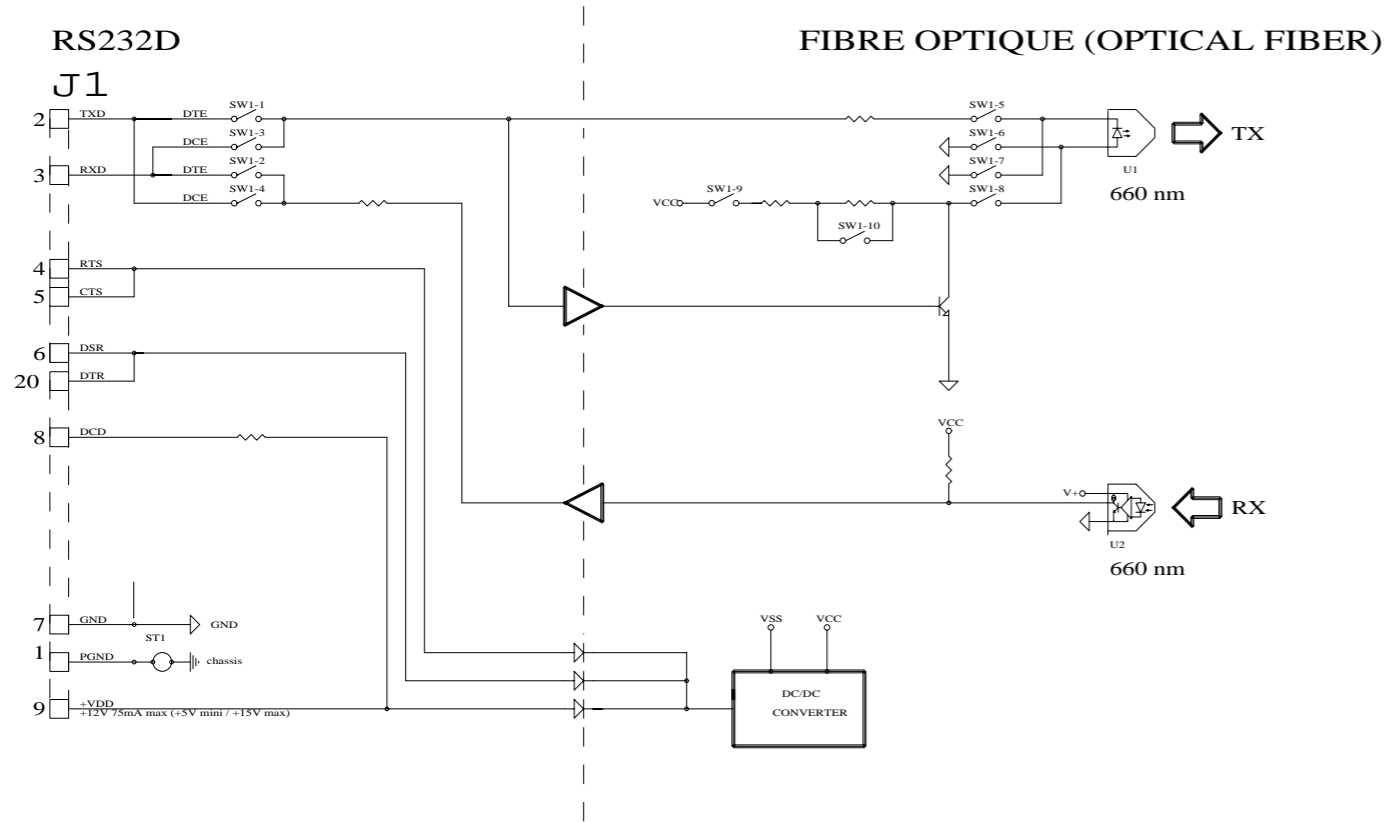 RS232D
FIBRE OPTIQUE (OPTICAL FIBER)
J1
2 TXD DTE SW1-1 SW1-5
TX
DCE SW1-3 SW1-6
3 RXD DTE SW1-2 SW1-7
U1
DCE SW1-4 VCC SW1-9 SW1-8
660 nm
SW1-10
4 RTS
5 CTS
6 DSR
20 DTR
8 DCD
VCC
V+
RX
U2
660 nm
7 GND GND
ST1
VSS VCC
1 PGND chassis
DC/DC
CONVERTER
9 +VDD
+12V 75mA max (+5V mini / +15V max)